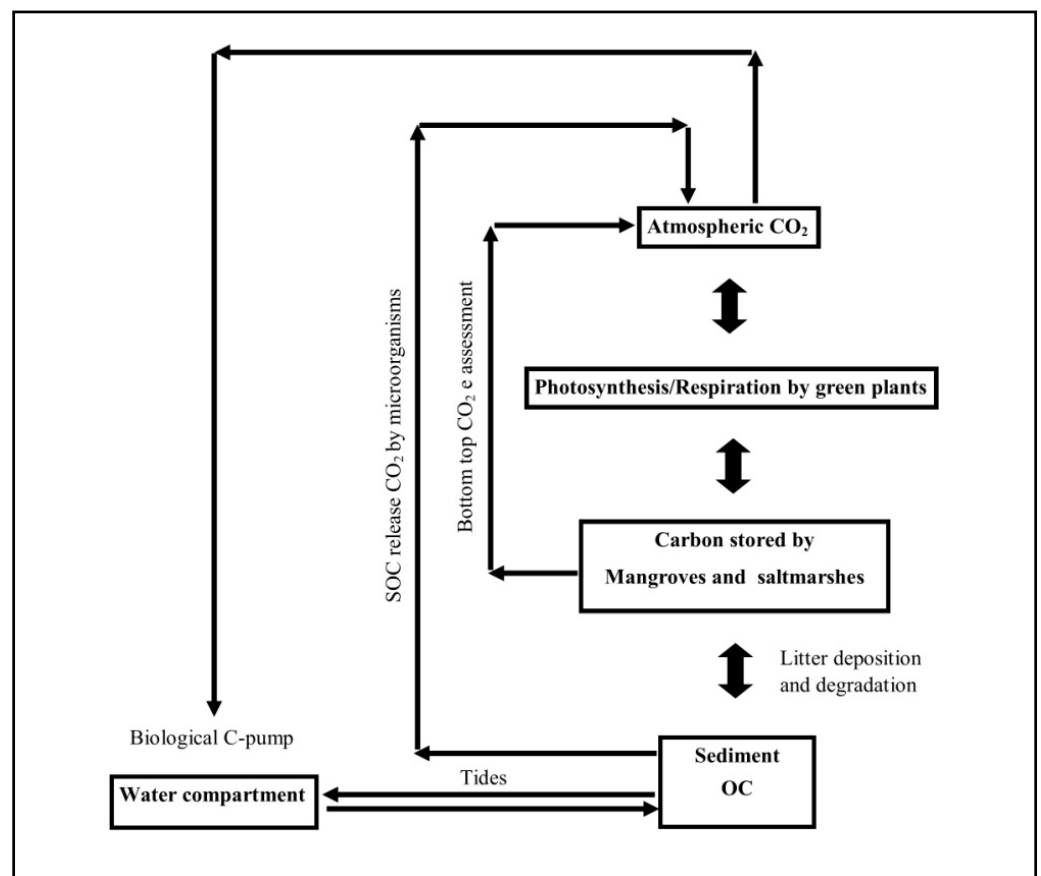 Atmospheric CO₂
SOC release CO₂ by microorganisms
Bottom top CO₂ e assessment
Photosynthesis/Respiration by green plants
Carbon stored by
Mangroves and saltmarshes
Litter deposition
and degradation
Biological C-pump
Sediment
OC
Tides
Water compartment